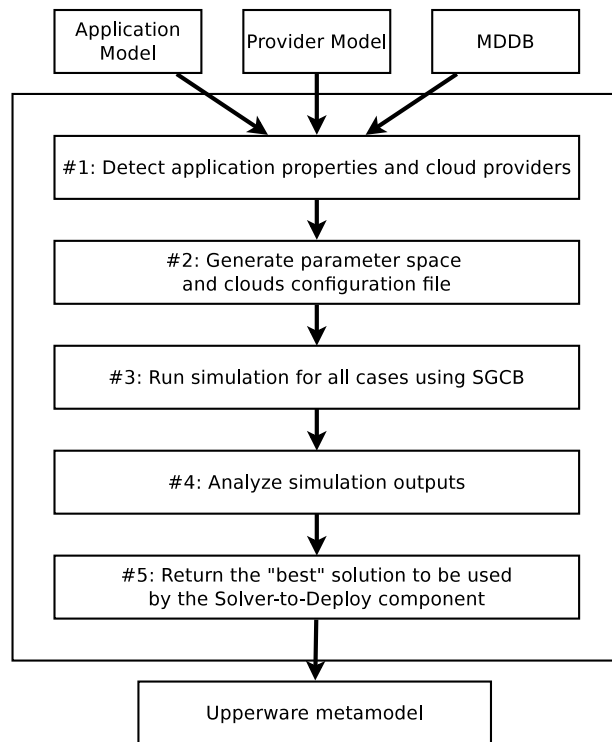 Application
Model
Provider Model
MDDB
#1: Detect application properties and cloud providers
#2: Generate parameter space
and clouds configuration file
#3: Run simulation for all cases using SGCB
#4: Analyze simulation outputs
#5: Return the "best" solution to be used
by the Solver-to-Deploy component
Upperware metamodel